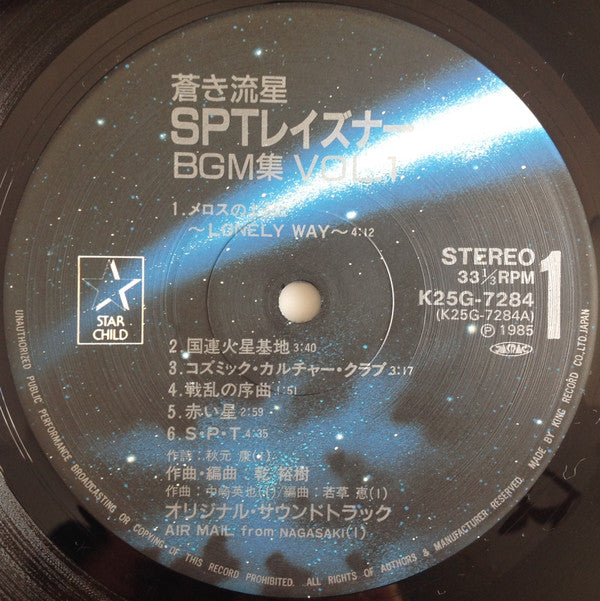 蒼き流星
SPTレイズナー
BGM集 VOL.1
1.メロスの
〜LONELY WAY〜4:12
STAR
CHILD
STEREO
33 1/3 RPM
1
K25G-7284
(K25G-7284A)
Ⓟ 1985
JASRAC
2.国連火星基地3:40
3.コズミック・カルチャー・クラブ3:17
4.戦乱の序曲1:51
5.赤い星2:59
6.S・P・T4:35
作詩:秋元 康(1)
作曲・編曲 乾 裕樹
作曲:中崎英也(1)/編曲:若草 恵(1)
オリジナル・サウンドトラック
AIR MAIL from NAGASAKI(1)
UNAUTHORIZED PUBLIC PERFORMANCE BROADCASTING OR COPYING OF THIS RECORD PROHIBITED. ALL RIGHTS OF AUTHORS & MANUFACTURER RESERVED. MADE BY KING RECORD CO.,LTD. JAPAN